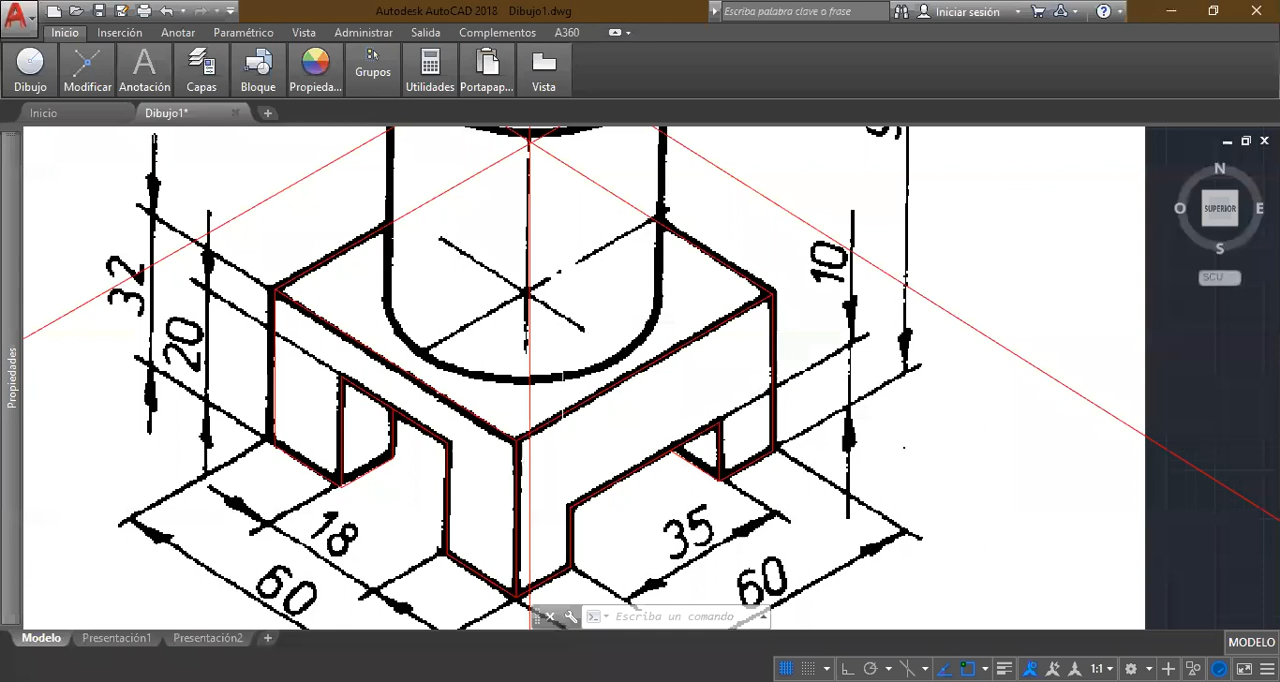 Autodesk AutoCAD 2018 Dibujo1.dwg
Escriba palabra clave o frase
Iniciar sesión
Inicio Inserción Anotar Paramétrico Vista Administrar Salida Complementos A360
Dibujo Modificar Anotación Capas Bloque Propieda... Grupos Utilidades Portapap... Vista
Inicio Dibujo1*
N
O SUPERIOR E
S
SCU
Propiedades
32
20
10
18
60
35
60
Escriba un comando
Modelo Presentación1 Presentación2
MODELO
1:1